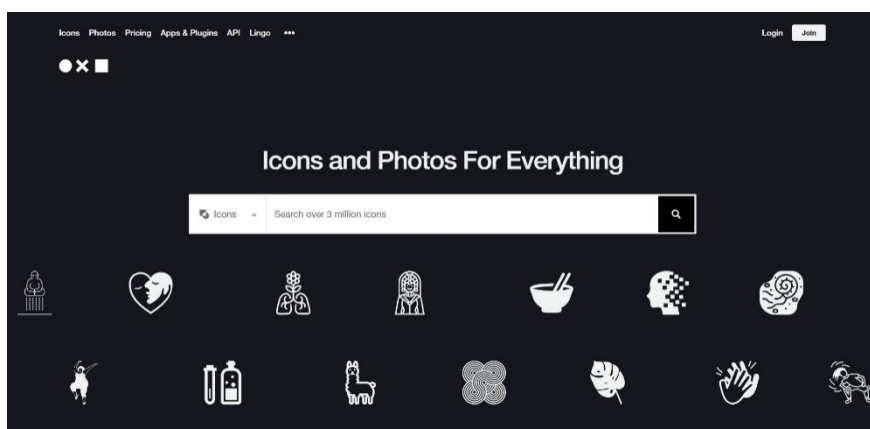 Icons Photos Pricing Apps & Plugins API Lingo •••
Login Join
Icons and Photos For Everything
Icons
Search over 3 million icons